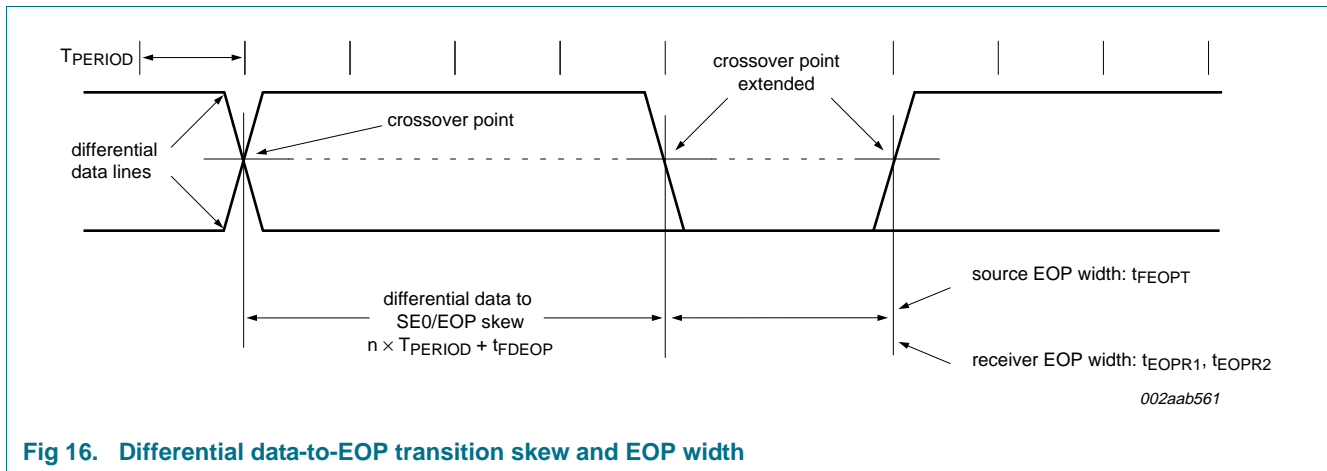 TPERIOD
crossover point
extended
crossover point
differential
data lines
differential data to
SE0/EOP skew
n × TPERIOD + tFDEOP
source EOP width: tFEOPT
receiver EOP width: tEOPR1, tEOPR2
002aab561
Fig 16. Differential data-to-EOP transition skew and EOP width